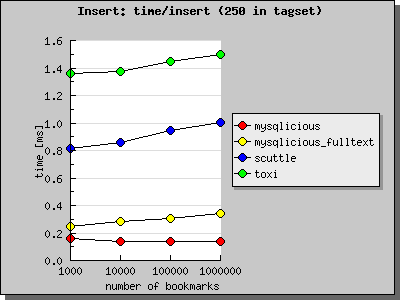 Insert: time/insert (250 in tagset)
1.6
1.4
1.2
1.0
0.8
0.6
0.4
0.2
0.0
time [ms]
1000 10000 100000 1000000
number of bookmarks
mysqlicious
mysqlicious_fulltext
scuttle
toxi